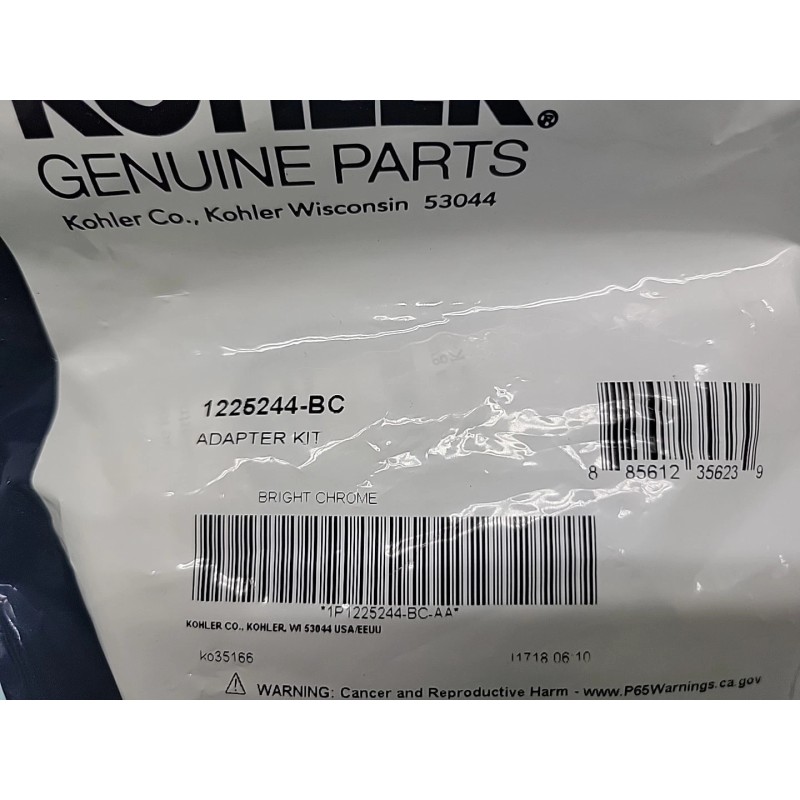 KOHLER®
GENUINE PARTS
Kohler Co., Kohler Wisconsin 53044
1225244-BC
ADAPTER KIT
8 85612 35623 9
BRIGHT CHROME
*1P1225244-BC-AA*
KOHLER CO., KOHLER, WI 53044 USA/EEUU
ko35166
11718 06:10
WARNING: Cancer and Reproductive Harm - www.P65Warnings.ca.gov